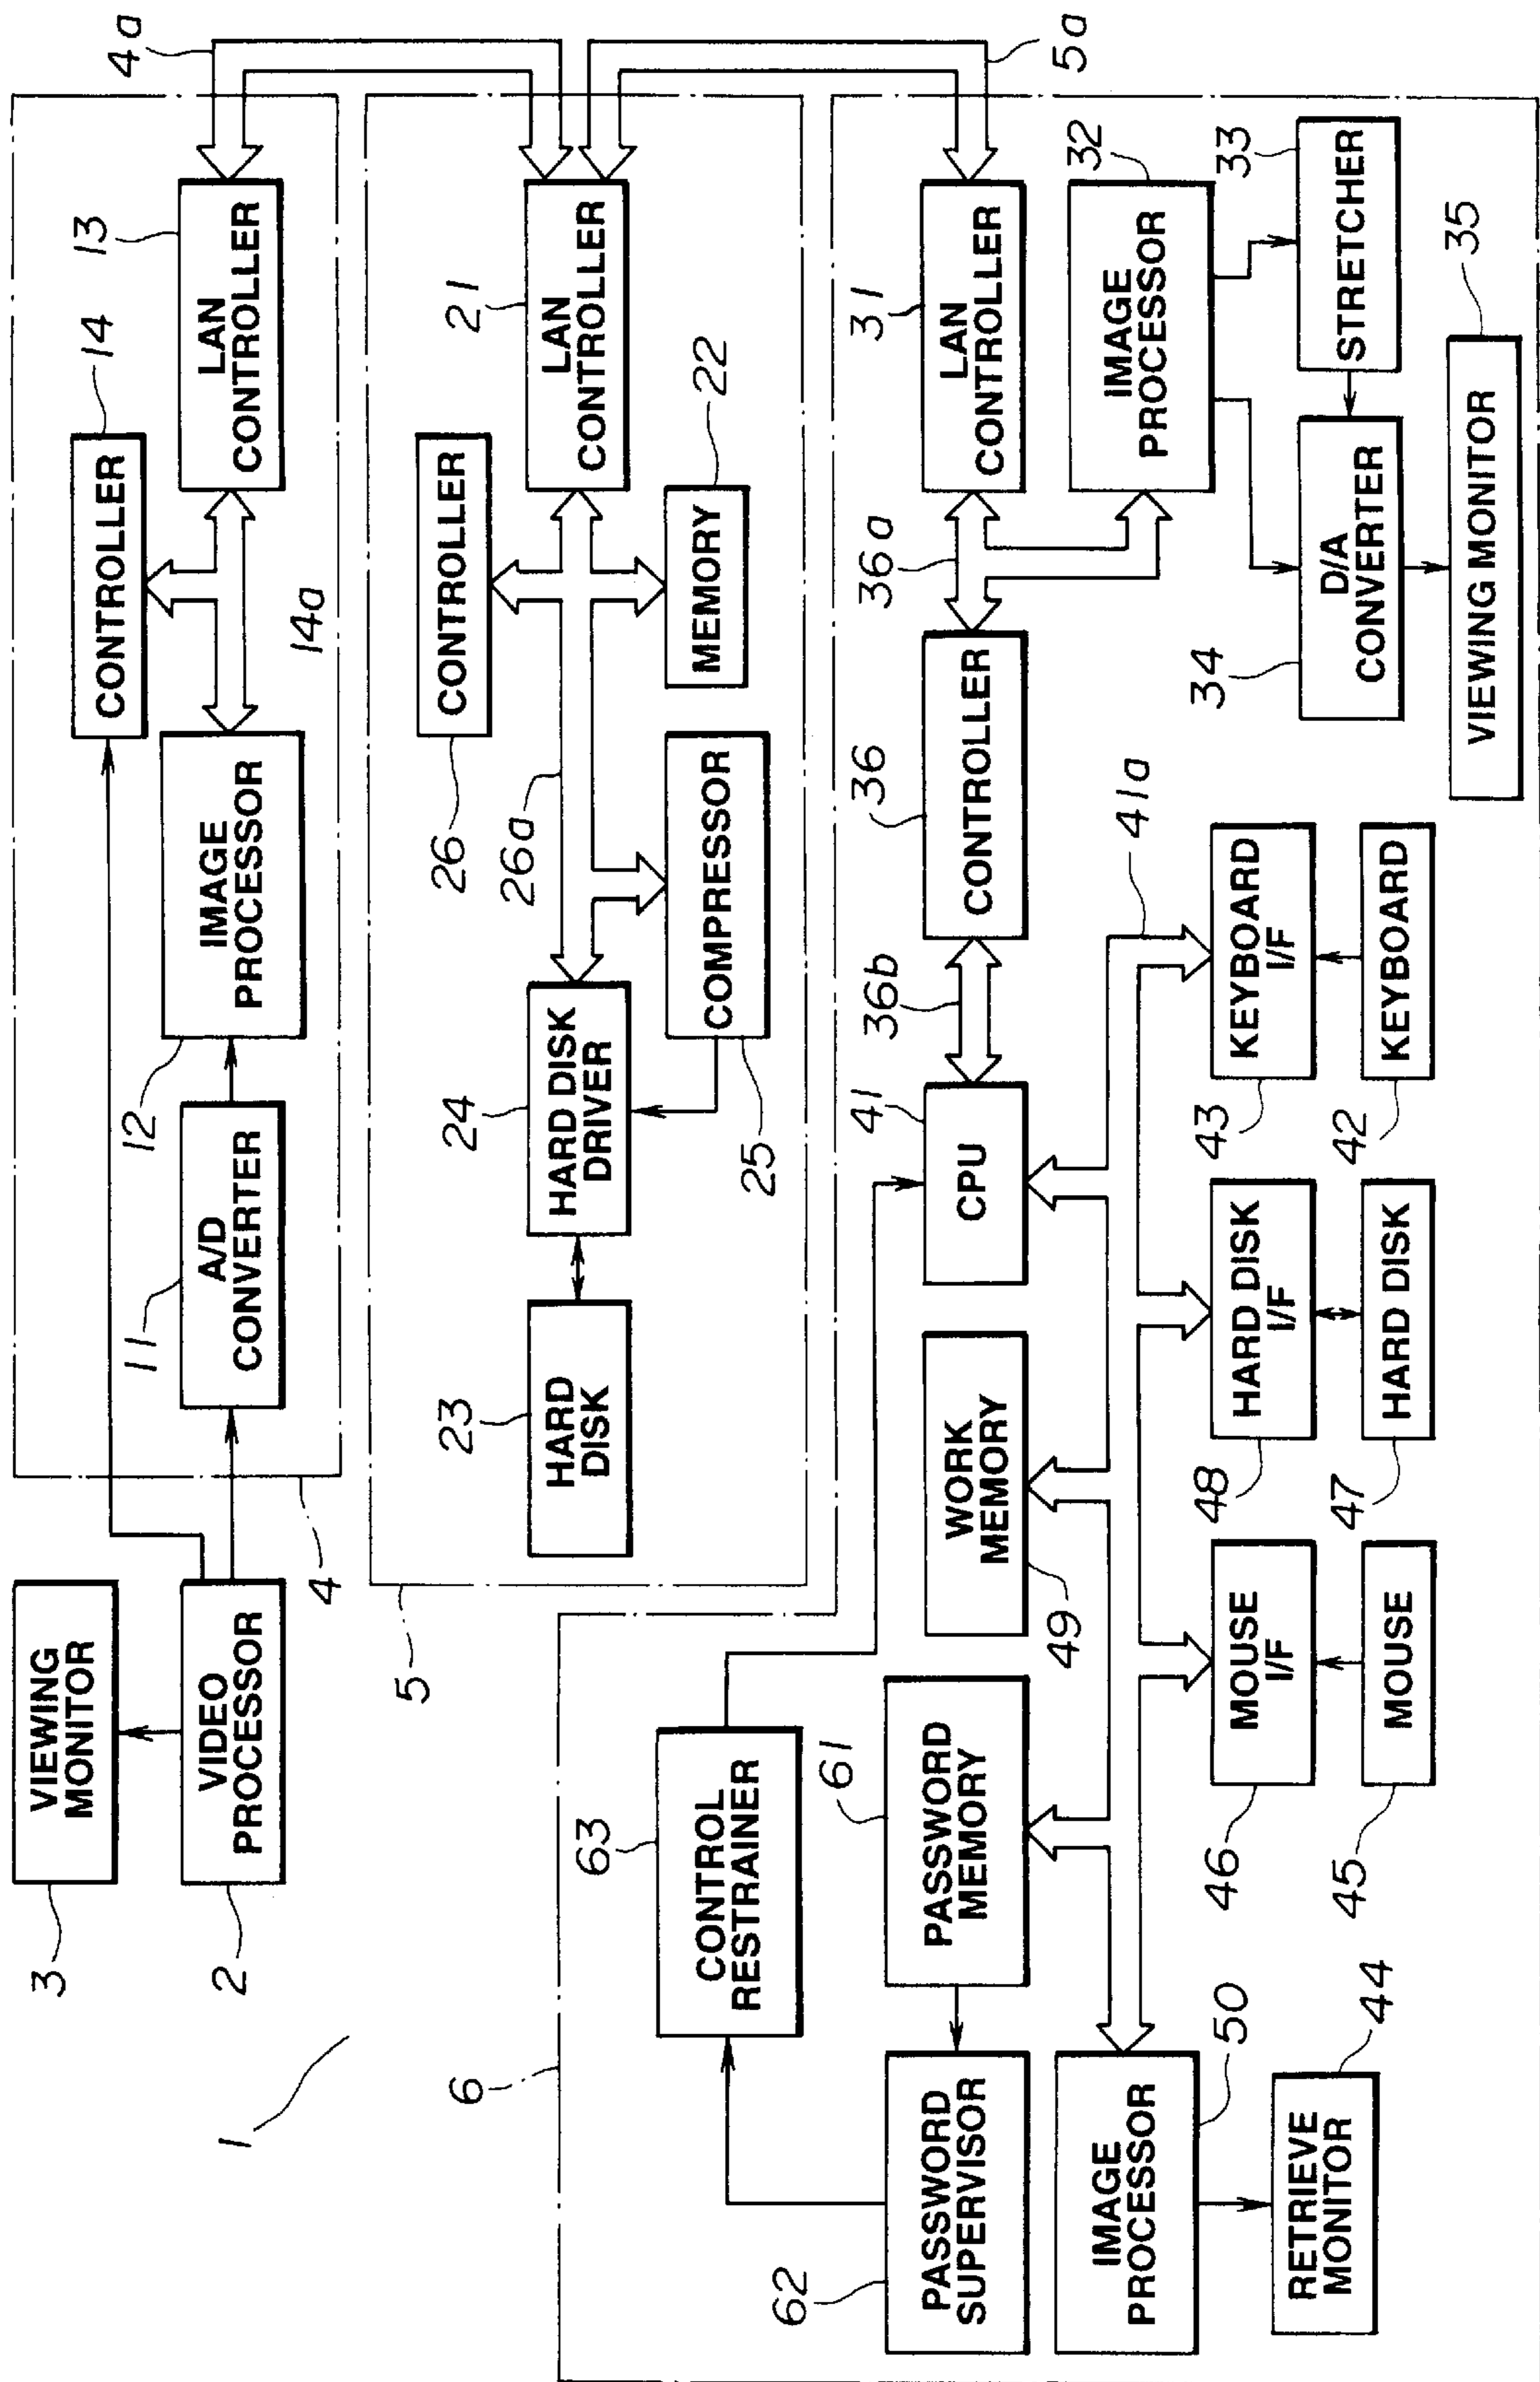 1
3
VIEWING
MONITOR
2
VIDEO
PROCESSOR
4
11
A/D
CONVERTER
12
IMAGE
PROCESSOR
14
CONTROLLER
14a
13
LAN
CONTROLLER
4a
5
23
HARD
DISK
24
HARD DISK
DRIVER
25
COMPRESSOR
26
CONTROLLER
26a
21
LAN
CONTROLLER
22
MEMORY
5a
6
63
CONTROL
RESTRAINER
62
PASSWORD
SUPERVISOR
61
PASSWORD
MEMORY
49
WORK
MEMORY
41
CPU
36b
36
CONTROLLER
36a
31
LAN
CONTROLLER
32
IMAGE
PROCESSOR
33
STRETCHER
34
D/A
CONVERTER
35
VIEWING MONITOR
41a
50
IMAGE
PROCESSOR
44
RETRIEVE
MONITOR
46
MOUSE
I/F
45
MOUSE
48
HARD DISK
I/F
47
HARD DISK
43
KEYBOARD
I/F
42
KEYBOARD